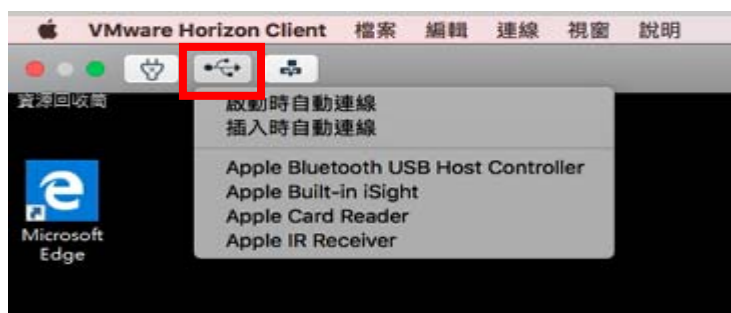 VMware Horizon Client 檔案 編輯 連線 視窗 說明
資源回收筒
啟動時自動連線
插入時自動連線
Apple Bluetooth USB Host Controller
Apple Built-in iSight
Apple Card Reader
Apple IR Receiver
Microsoft
Edge